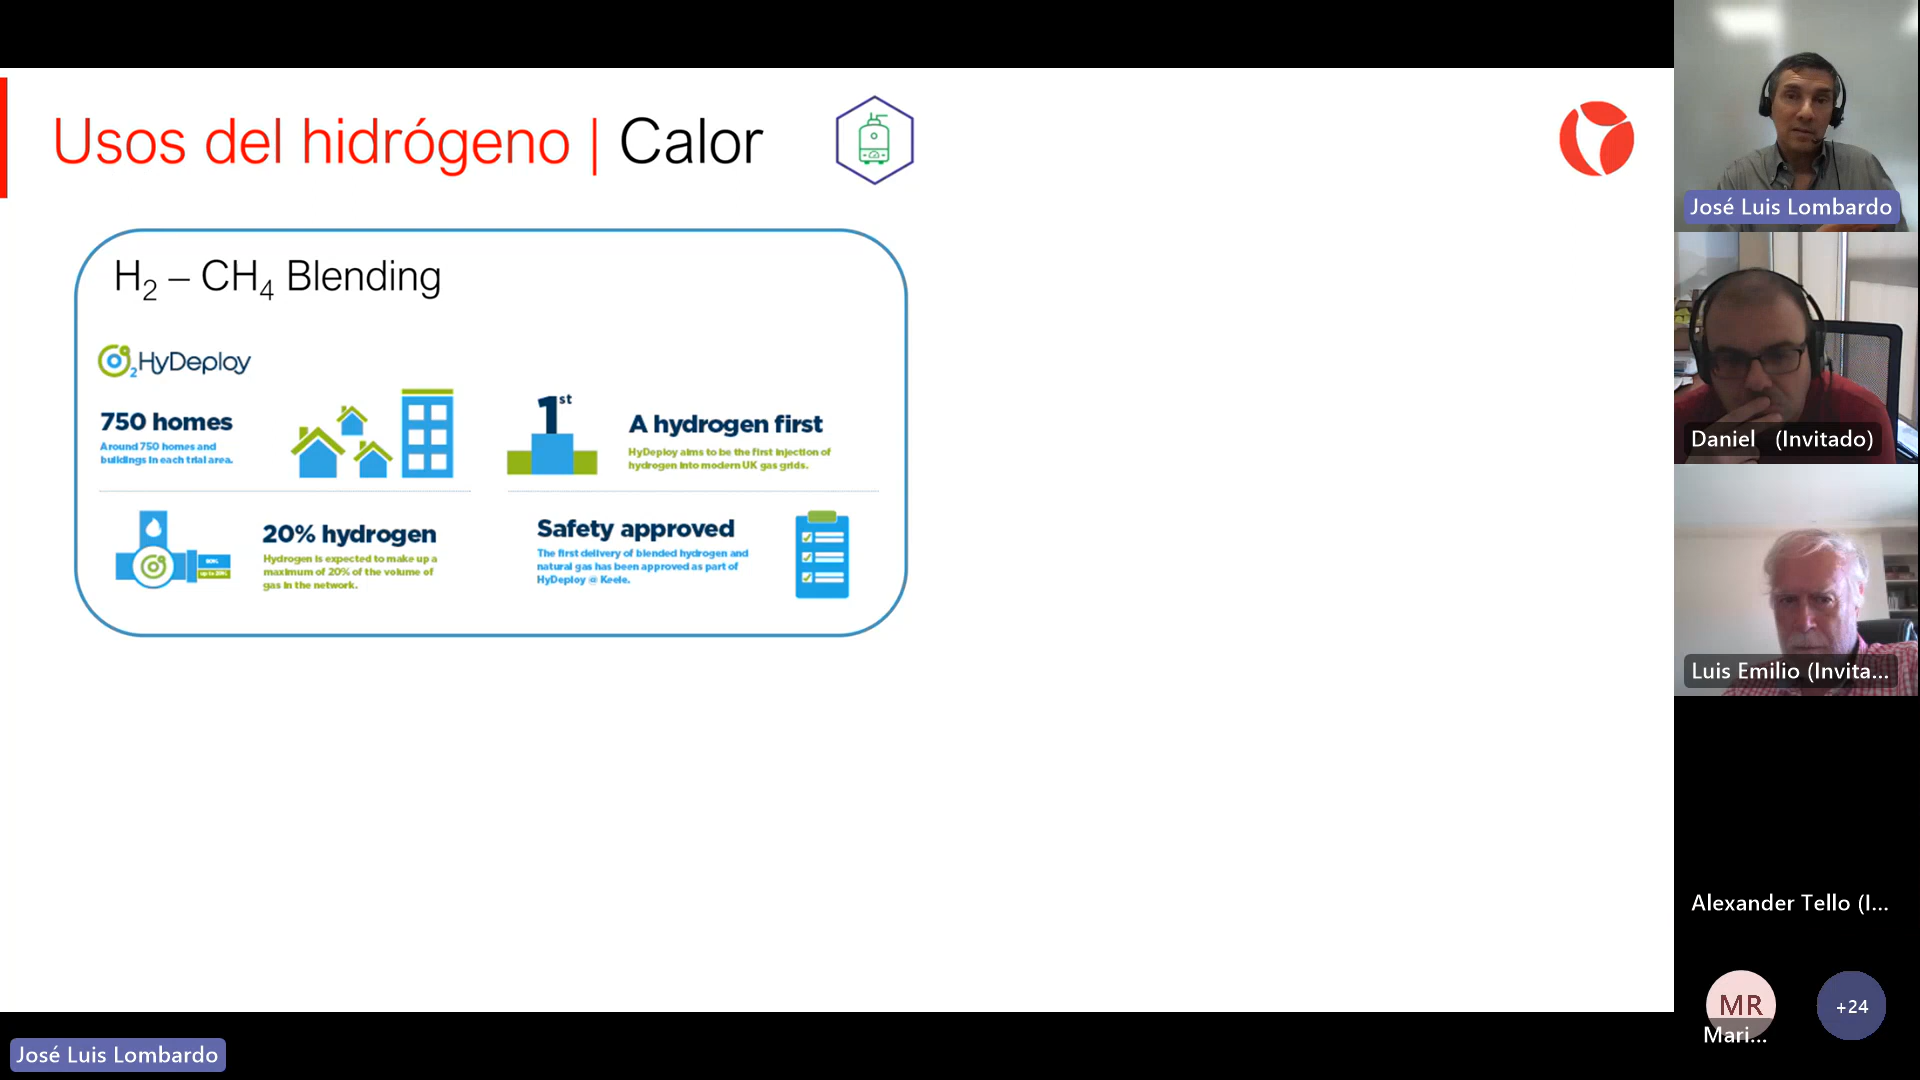 Usos del hidrógeno | Calor
H₂ – CH₄ Blending
HyDeploy
750 homes
Around 750 homes and
buildings in each trial area.
1st
A hydrogen first
HyDeploy aims to be the first injection of
hydrogen into modern UK gas grids.
20% hydrogen
Hydrogen is expected to make up a
maximum of 20% of the volume of
gas in the network.
80%
up to 20%
Safety approved
The first delivery of blended hydrogen and
natural gas has been approved as part of
HyDeploy @ Keele.
José Luis Lombardo
Daniel (Invitado)
Luis Emilio (Invita...
Alexander Tello (I...
MR
Mari...
+24
José Luis Lombardo